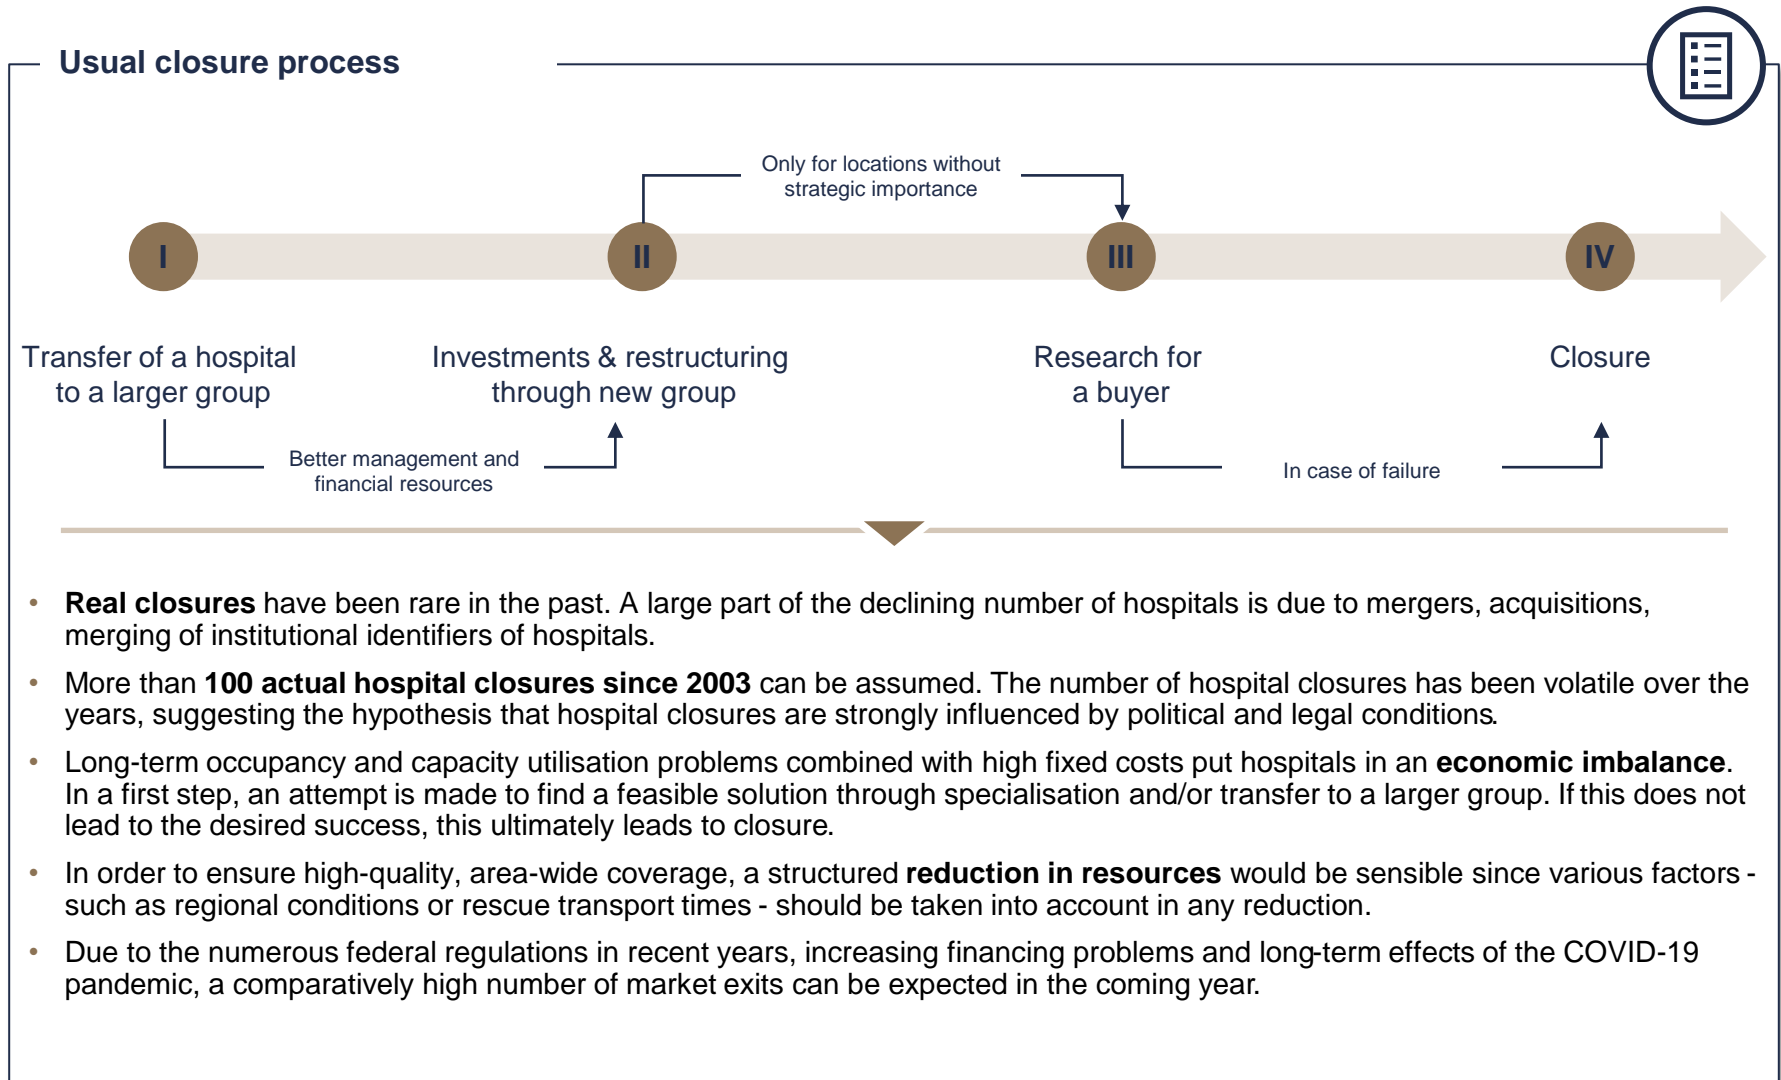 Usual closure process
Only for locations without
strategic importance
I
II
III
IV
Transfer of a hospital
to a larger group
Investments & restructuring
through new group
Research for
a buyer
Closure
Better management and
financial resources
In case of failure
• Real closures have been rare in the past. A large part of the declining number of hospitals is due to mergers, acquisitions,
merging of institutional identifiers of hospitals.
• More than 100 actual hospital closures since 2003 can be assumed. The number of hospital closures has been volatile over the
years, suggesting the hypothesis that hospital closures are strongly influenced by political and legal conditions.
• Long-term occupancy and capacity utilisation problems combined with high fixed costs put hospitals in an economic imbalance.
In a first step, an attempt is made to find a feasible solution through specialisation and/or transfer to a larger group. If this does not
lead to the desired success, this ultimately leads to closure.
• In order to ensure high-quality, area-wide coverage, a structured reduction in resources would be sensible since various factors -
such as regional conditions or rescue transport times - should be taken into account in any reduction.
• Due to the numerous federal regulations in recent years, increasing financing problems and long-term effects of the COVID-19
pandemic, a comparatively high number of market exits can be expected in the coming year.